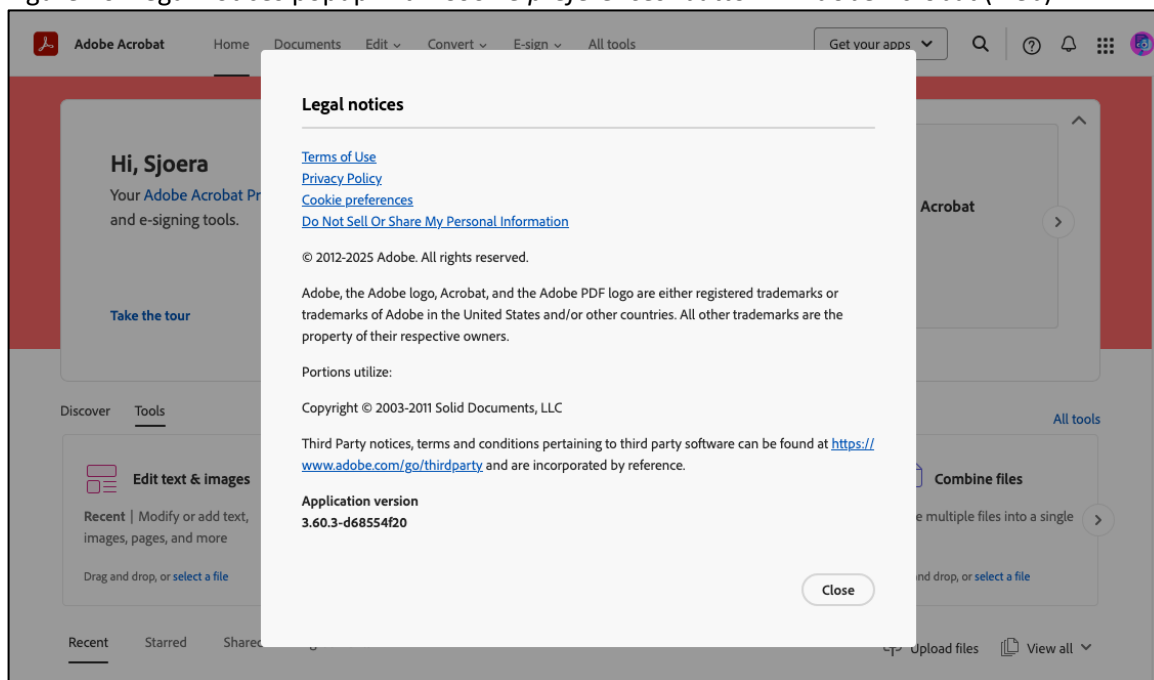 Adobe Acrobat Home Documents Edit Convert E-sign All tools Get your apps
Legal notices
Terms of Use
Privacy Policy
Cookie preferences
Do Not Sell Or Share My Personal Information
© 2012-2025 Adobe. All rights reserved.
Adobe, the Adobe logo, Acrobat, and the Adobe PDF logo are either registered trademarks or
trademarks of Adobe in the United States and/or other countries. All other trademarks are the
property of their respective owners.
Portions utilize:
Copyright © 2003-2011 Solid Documents, LLC
Third Party notices, terms and conditions pertaining to third party software can be found at https://
www.adobe.com/go/thirdparty and are incorporated by reference.
Application version
3.60.3-d68554f20
Close
Hi, Sjoera
Your Adobe Acrobat Pr
and e-signing tools.
Take the tour
Acrobat
Discover Tools
All tools
Edit text & images
Recent | Modify or add text,
images, pages, and more
Drag and drop, or select a file
Combine files
multiple files into a single
nd drop, or select a file
Recent Starred Shared
Upload files View all